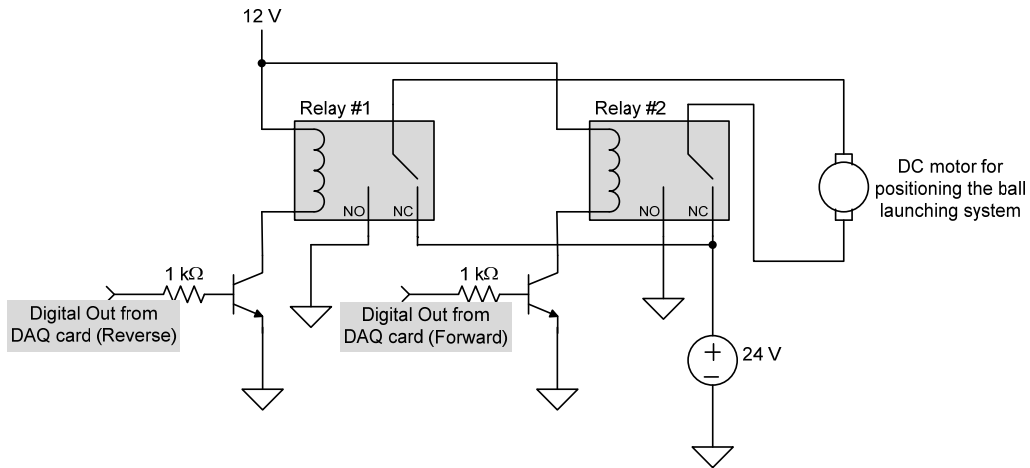 12 V
Relay #1
Relay #2
DC motor for
positioning the ball
launching system
NO
NC
NO
NC
1 kΩ
1 kΩ
Digital Out from
DAQ card (Reverse)
Digital Out from
DAQ card (Forward)
+
−
24 V